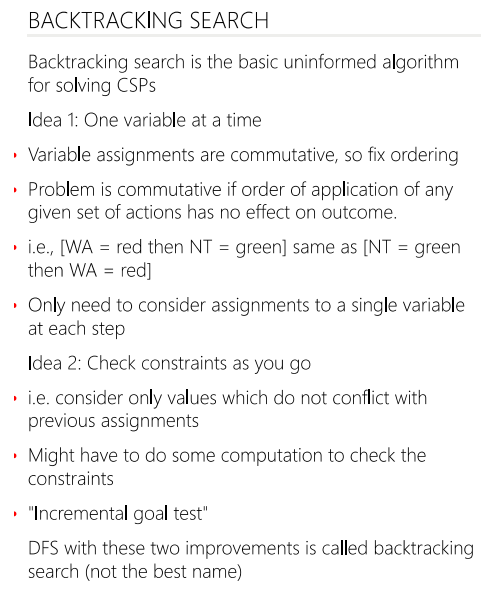 BACKTRACKING SEARCH
Backtracking search is the basic uninformed algorithm
for solving CSPs
Idea 1: One variable at a time
• Variable assignments are commutative, so fix ordering
• Problem is commutative if order of application of any
given set of actions has no effect on outcome.
• i.e., [WA = red then NT = green] same as [NT = green
then WA = red]
• Only need to consider assignments to a single variable
at each step
Idea 2: Check constraints as you go
• i.e. consider only values which do not conflict with
previous assignments
• Might have to do some computation to check the
constraints
• "Incremental goal test"
DFS with these two improvements is called backtracking
search (not the best name)